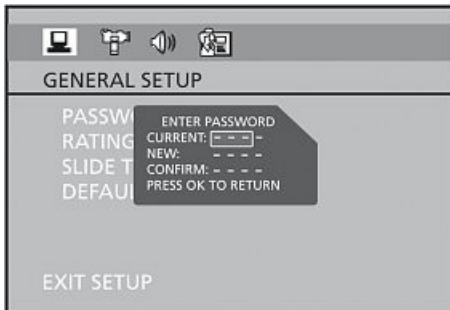 GENERAL SETUP
PASSW
ENTER PASSWORD
RATING
CURRENT: - - - -
NEW: - - - -
SLIDE T
CONFIRM: - - - -
DEFAU
PRESS OK TO RETURN
EXIT SETUP